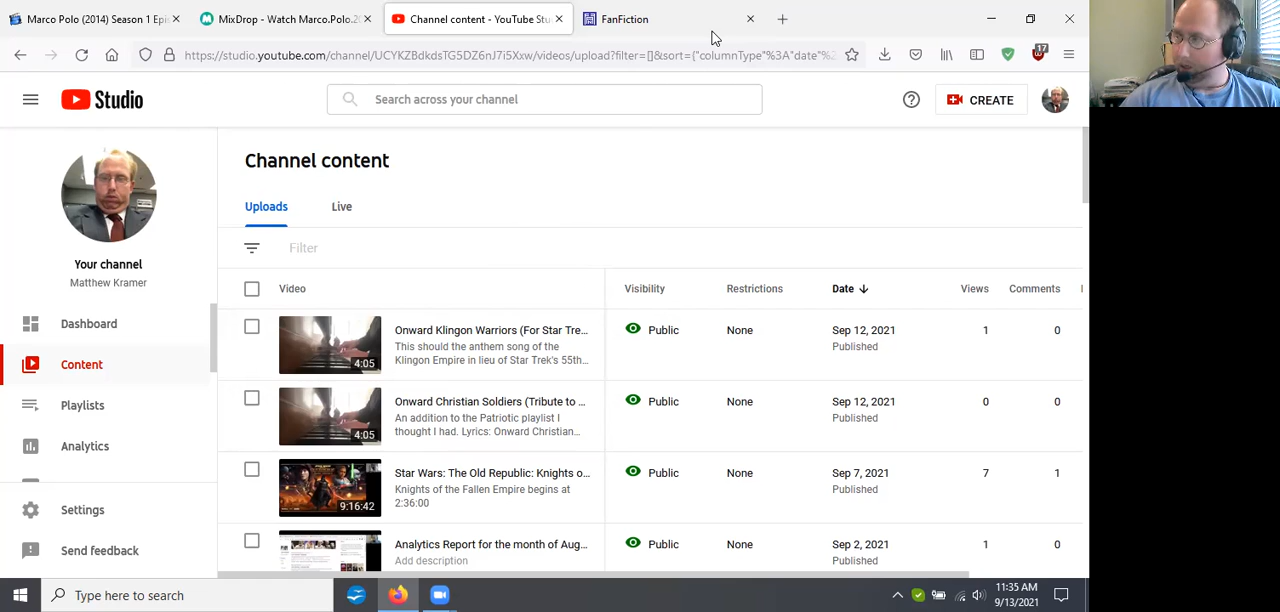 Marco Polo (2014) Season 1 Epi
MixDrop - Watch Marco.Polo.20
Channel content - YouTube Stu
FanFiction
https://studio.youtube.com/channel/UCYKZBdkdsTG5DZ6nJ7i5Xxw/videos/upload?filter=[]&sort={"columnType"%3A"date"%2
17
Studio
Search across your channel
CREATE
Channel content
Uploads
Live
Filter
Your channel
Matthew Kramer
Dashboard
Content
Playlists
Analytics
Settings
Send feedback
Video
Visibility
Restrictions
Date
Views
Comments
4:05
Onward Klingon Warriors (For Star Tre...
This should the anthem song of the
Klingon Empire in lieu of Star Trek's 55th...
Public
None
Sep 12, 2021
Published
1
0
4:05
Onward Christian Soldiers (Tribute to ...
An addition to the Patriotic playlist I
thought I had. Lyrics: Onward Christian...
Public
None
Sep 12, 2021
Published
0
0
9:16:42
Star Wars: The Old Republic: Knights o...
Knights of the Fallen Empire begins at
2:36:00
Public
None
Sep 7, 2021
Published
7
1
Analytics Report for the month of Aug...
Add description
Public
None
Sep 2, 2021
Published
1
0
Type here to search
11:35 AM
9/13/2021